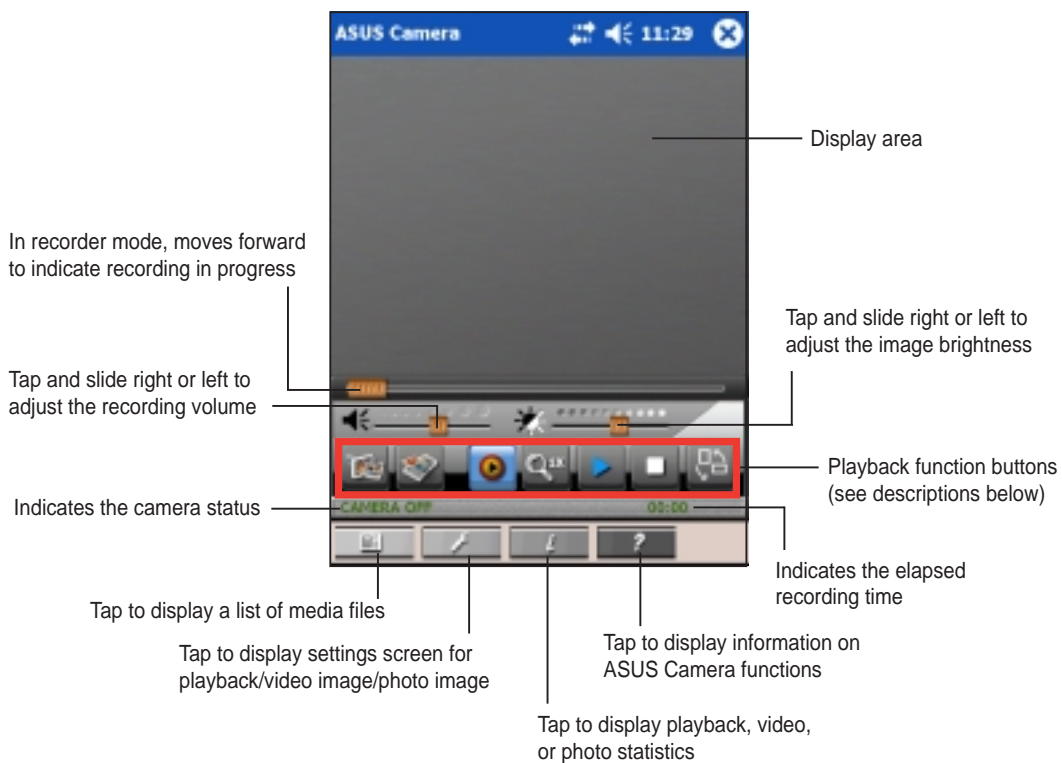 ASUS Camera
11:29
Display area
In recorder mode, moves forward
to indicate recording in progress
Tap and slide right or left to
adjust the image brightness
Tap and slide right or left to
adjust the recording volume
1X
Playback function buttons
(see descriptions below)
Indicates the camera status
CAMERA OFF
00:00
?
Indicates the elapsed
recording time
Tap to display a list of media files
Tap to display settings screen for
playback/video image/photo image
Tap to display information on
ASUS Camera functions
Tap to display playback, video,
or photo statistics